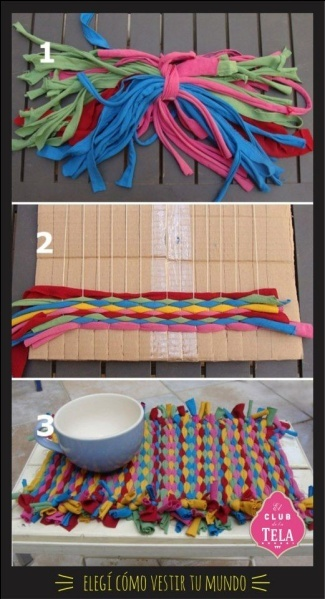 1
2
3
El
CLUB
de la
TELA
ELEGÍ CÓMO VESTIR TU MUNDO